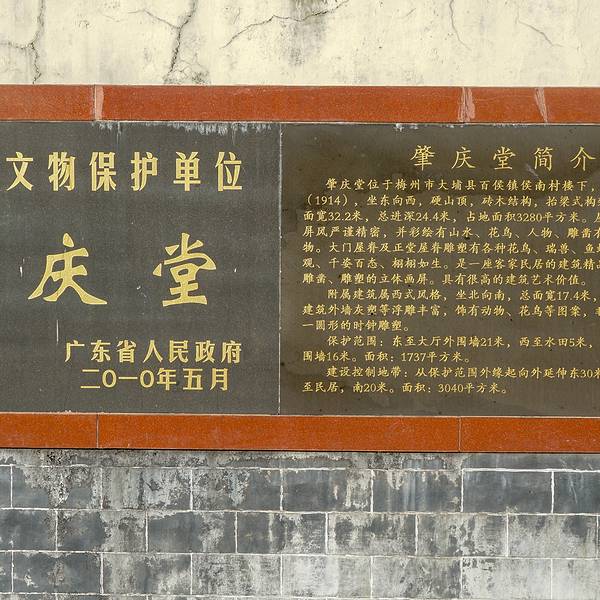 文物保护单位
庆堂
广东省人民政府
二〇一〇年五月
肇庆堂简介
肇庆堂位于梅州市大埔县百侯镇侯南村楼下，
（1914），坐东向西，硬山顶，砖木结构，抬梁式构
面宽32.2米，总进深24.4米，占地面积3280平方米。
屏风严谨精密，并彩绘有山水、花鸟、人物、雕凿有
物。大门屋脊及正堂屋脊雕塑有各种花鸟、瑞兽、鱼
观、千姿百态、栩栩如生。是一座客家民居的建筑精品
雕凿、雕塑的立体画屏。具有很高的建筑艺术价值。
附属建筑属西式风格，坐北向南，总面宽17.4米，
建筑外墙灰塑等浮雕丰富，饰有动物、花鸟等图案，
一圆形的时钟雕塑。
保护范围：东至大厅外围墙21米，西至水田5米，
围墙16米。面积：1737平方米。
建设控制地带：从保护范围外缘起向外延伸东30米
至民居，南20米。面积：3040平方米。